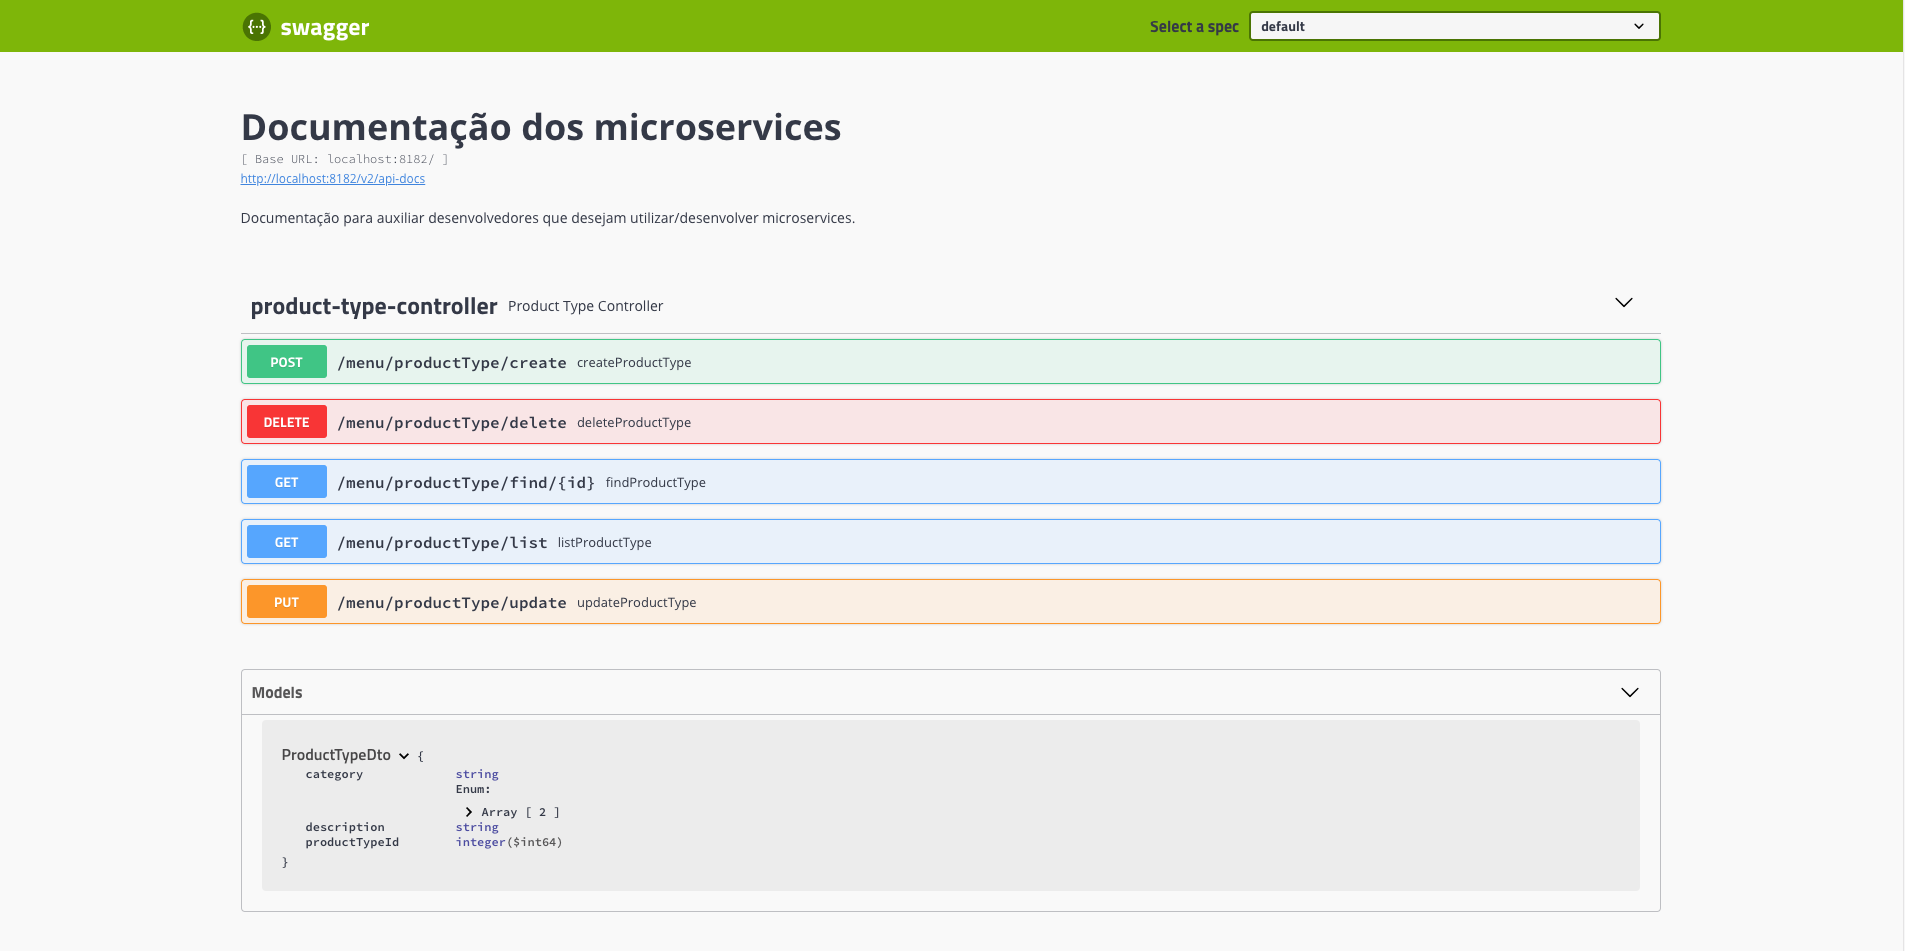 {··} swagger
Select a spec default
Documentação dos microservices
[ Base URL: localhost:8182/ ]
http://localhost:8182/v2/api-docs
Documentação para auxiliar desenvolvedores que desejam utilizar/desenvolver microservices.
product-type-controller Product Type Controller
POST /menu/productType/create createProductType
DELETE /menu/productType/delete deleteProductType
GET /menu/productType/find/{id} findProductType
GET /menu/productType/list listProductType
PUT /menu/productType/update updateProductType
Models
ProductTypeDto {
category string
Enum:
Array [ 2 ]
description string
productTypeId integer($int64)
}